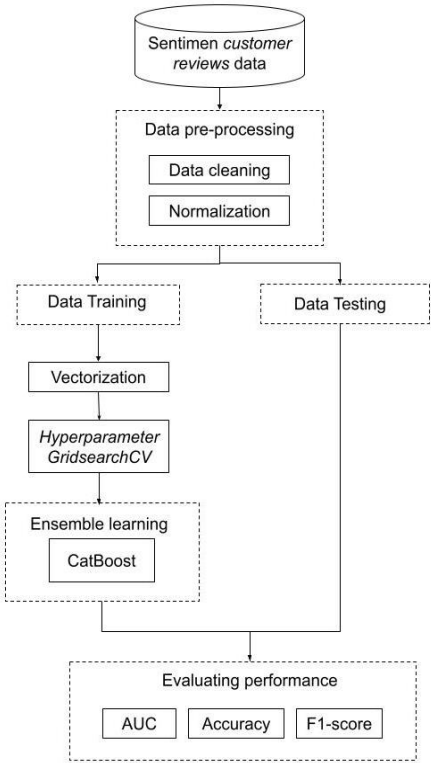 Sentimen customer
reviews data
Data pre-processing
Data cleaning
Normalization
Data Training
Data Testing
Vectorization
Hyperparameter
GridsearchCV
Ensemble learning
CatBoost
Evaluating performance
AUC
Accuracy
F1-score